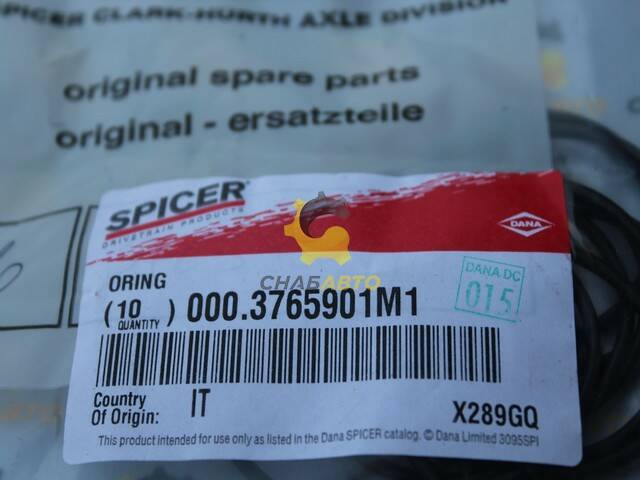 SPICER CLARK-HURTH AXLE DIVISION
original spare parts
original - ersatzteile
SPICER
DRIVETRAIN PRODUCTS
DANA
СНАБАВТО
ORING
DANA DC
015
(10) 000.3765901M1
QUANTITY
Country
Of Origin: IT
X289GQ
This product intended for use only as listed in the Dana SPICER catalog. © Dana Limited 3095SPI